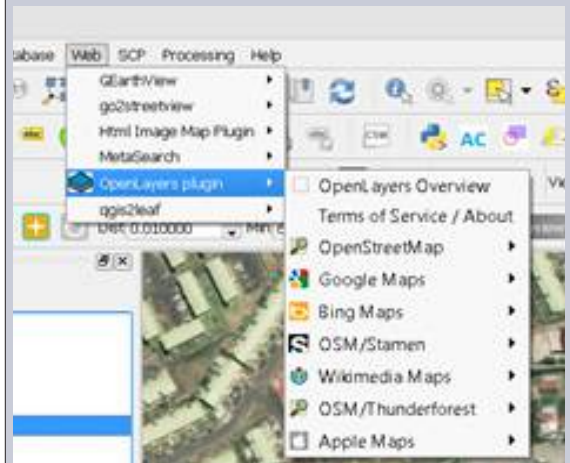 abase Web SCP Processing Help
GEarthView
go2streetview
Html Image Map Plugin
MetaSearch
OpenLayers plugin
qgis2leaf
OpenLayers Overview
Terms of Service / About
OpenStreetMap
Google Maps
Bing Maps
OSM/Stamen
Wikimedia Maps
OSM/Thunderforest
Apple Maps
abc
CSW
AC
Dist 0.010000